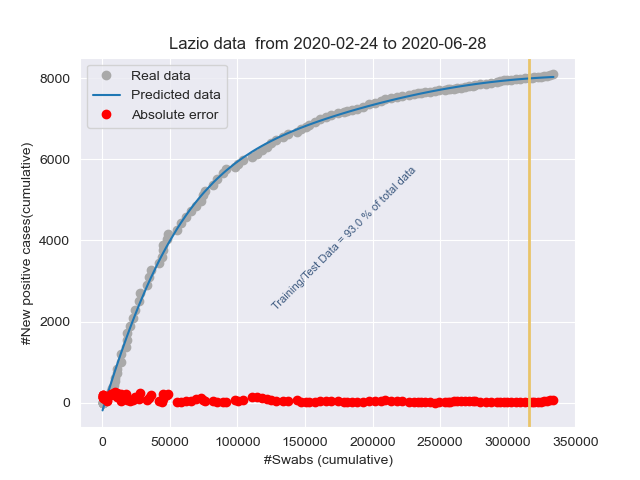 Lazio data  from 2020-02-24 to 2020-06-28
Real data
Predicted data
Absolute error
8000
6000
4000
2000
0
#New positive cases(cumulative)
Training/Test Data = 93.0 % of total data
0
50000
100000
150000
200000
250000
300000
350000
#Swabs (cumulative)